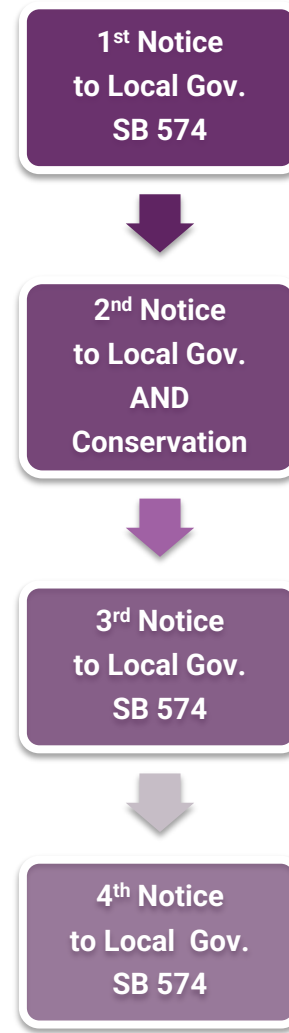 1st Notice
to Local Gov.
SB 574
2nd Notice
to Local Gov.
AND
Conservation
3rd Notice
to Local Gov.
SB 574
4th Notice
to Local Gov.
SB 574